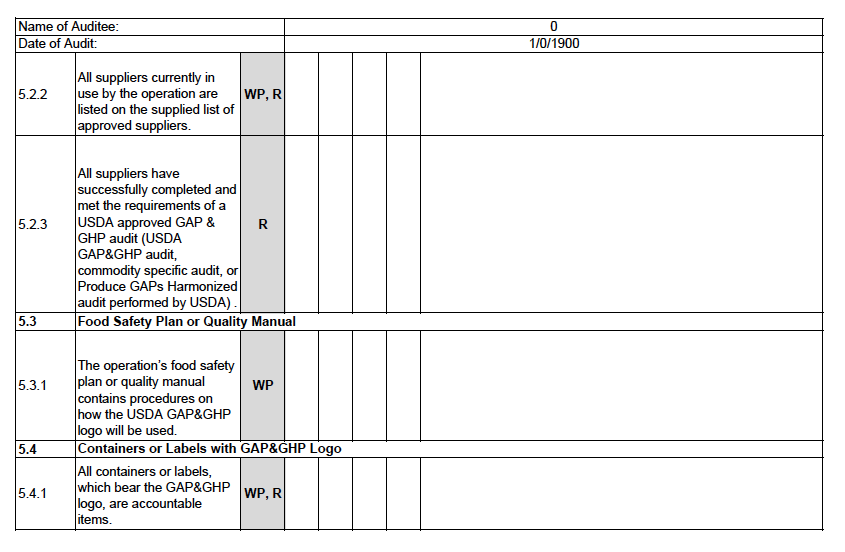 Name of Auditee: 0
Date of Audit: 1/0/1900
5.2.2
All suppliers currently in
use by the operation are
listed on the supplied list of
approved suppliers.
WP, R
5.2.3
All suppliers have
successfully completed and
met the requirements of a
USDA approved GAP &
GHP audit (USDA
GAP&GHP audit,
commodity specific audit, or
Produce GAPs Harmonized
audit performed by USDA) .
R
5.3 Food Safety Plan or Quality Manual
5.3.1
The operation’s food safety
plan or quality manual
contains procedures on
how the USDA GAP&GHP
logo will be used.
WP
5.4 Containers or Labels with GAP&GHP Logo
5.4.1
All containers or labels,
which bear the GAP&GHP
logo, are accountable
items.
WP, R